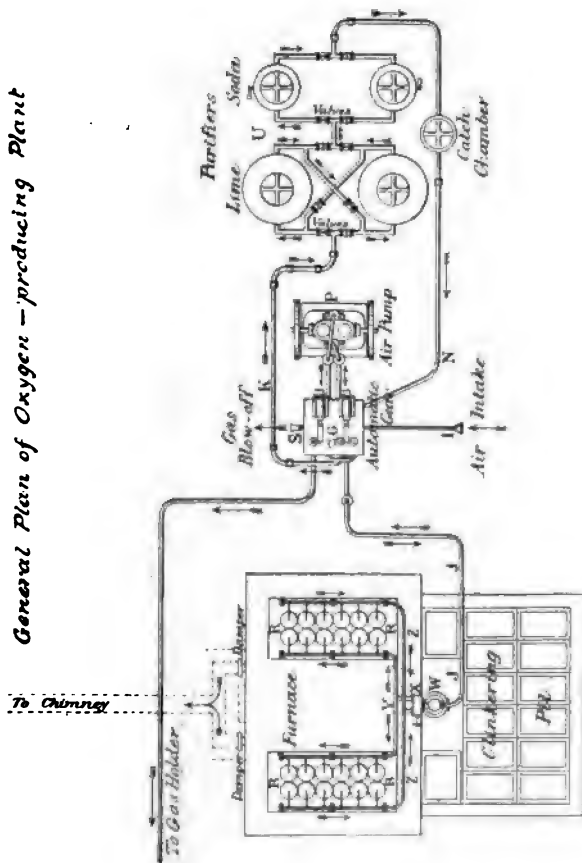 General Plan of Oxygen-producing Plant
To Chimney
To Gas Holder
Damper
Damper
Furnace
R
R
R
R
Y
Z
Z
X
W
J
J
Clinkering
Pit
Gas
Blow-off
K
S
G
Automatic
Gear
Air Pump
P
Air Intake
N
Purifiers
Lime
Soda
U
Valves
Valves
Catch
Chamber